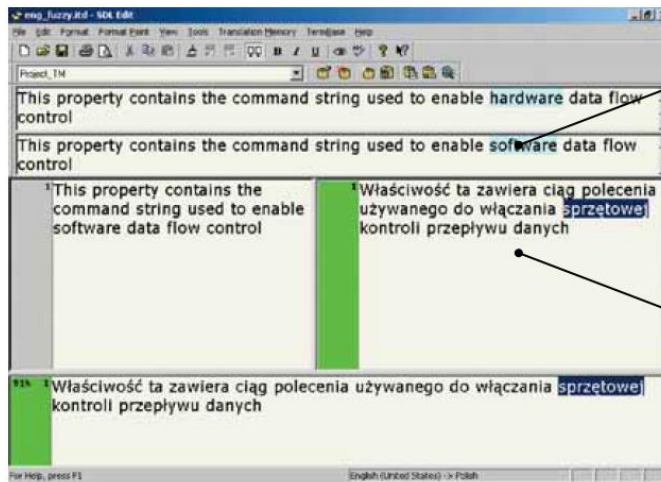 eng_fuzzy.itd - SDL Edit
File Edit Format Format Paint View Tools Translation Memory Termbase Help
B I U
Project_TM
This property contains the command string used to enable hardware data flow
control
This property contains the command string used to enable software data flow
control
1 This property contains the
command string used to enable
software data flow control
1 Właściwość ta zawiera ciąg polecenia
używanego do włączania sprzętowej
kontroli przepływu danych
91% 1 Właściwość ta zawiera ciąg polecenia używanego do włączania sprzętowej
kontroli przepływu danych
For Help, press F1
English (United States) -> Polish